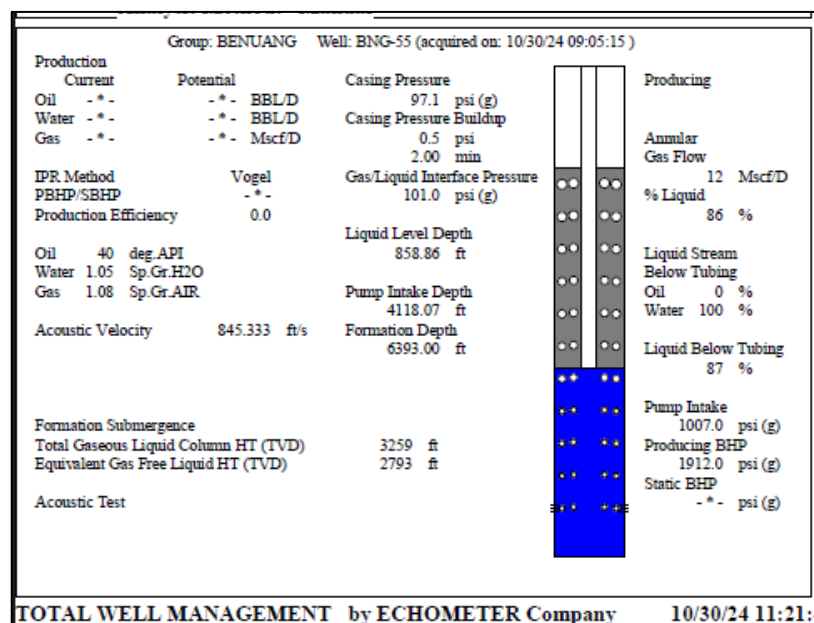 Group: BENUANG Well: BNG-55 (acquired on: 10/30/24 09:05:15 )
Production
Current Potential
Oil - * - - * - BBL/D
Water - * - - * - BBL/D
Gas - * - - * - Mscf/D
IPR Method Vogel
PBHP/SBHP - * -
Production Efficiency 0.0
Oil 40 deg.API
Water 1.05 Sp.Gr.H2O
Gas 1.08 Sp.Gr.AIR
Acoustic Velocity 845.333 ft/s
Formation Submergence
Total Gaseous Liquid Column HT (TVD) 3259 ft
Equivalent Gas Free Liquid HT (TVD) 2793 ft
Acoustic Test
Casing Pressure
97.1 psi (g)
Casing Pressure Buildup
0.5 psi
2.00 min
Gas/Liquid Interface Pressure
101.0 psi (g)
Liquid Level Depth
858.86 ft
Pump Intake Depth
4118.07 ft
Formation Depth
6393.00 ft
Producing
Annular
Gas Flow
12 Mscf/D
% Liquid
86 %
Liquid Stream
Below Tubing
Oil 0 %
Water 100 %
Liquid Below Tubing
87 %
Pump Intake
1007.0 psi (g)
Producing BHP
1912.0 psi (g)
Static BHP
- * - psi (g)
TOTAL WELL MANAGEMENT by ECHOMETER Company 10/30/24 11:21: